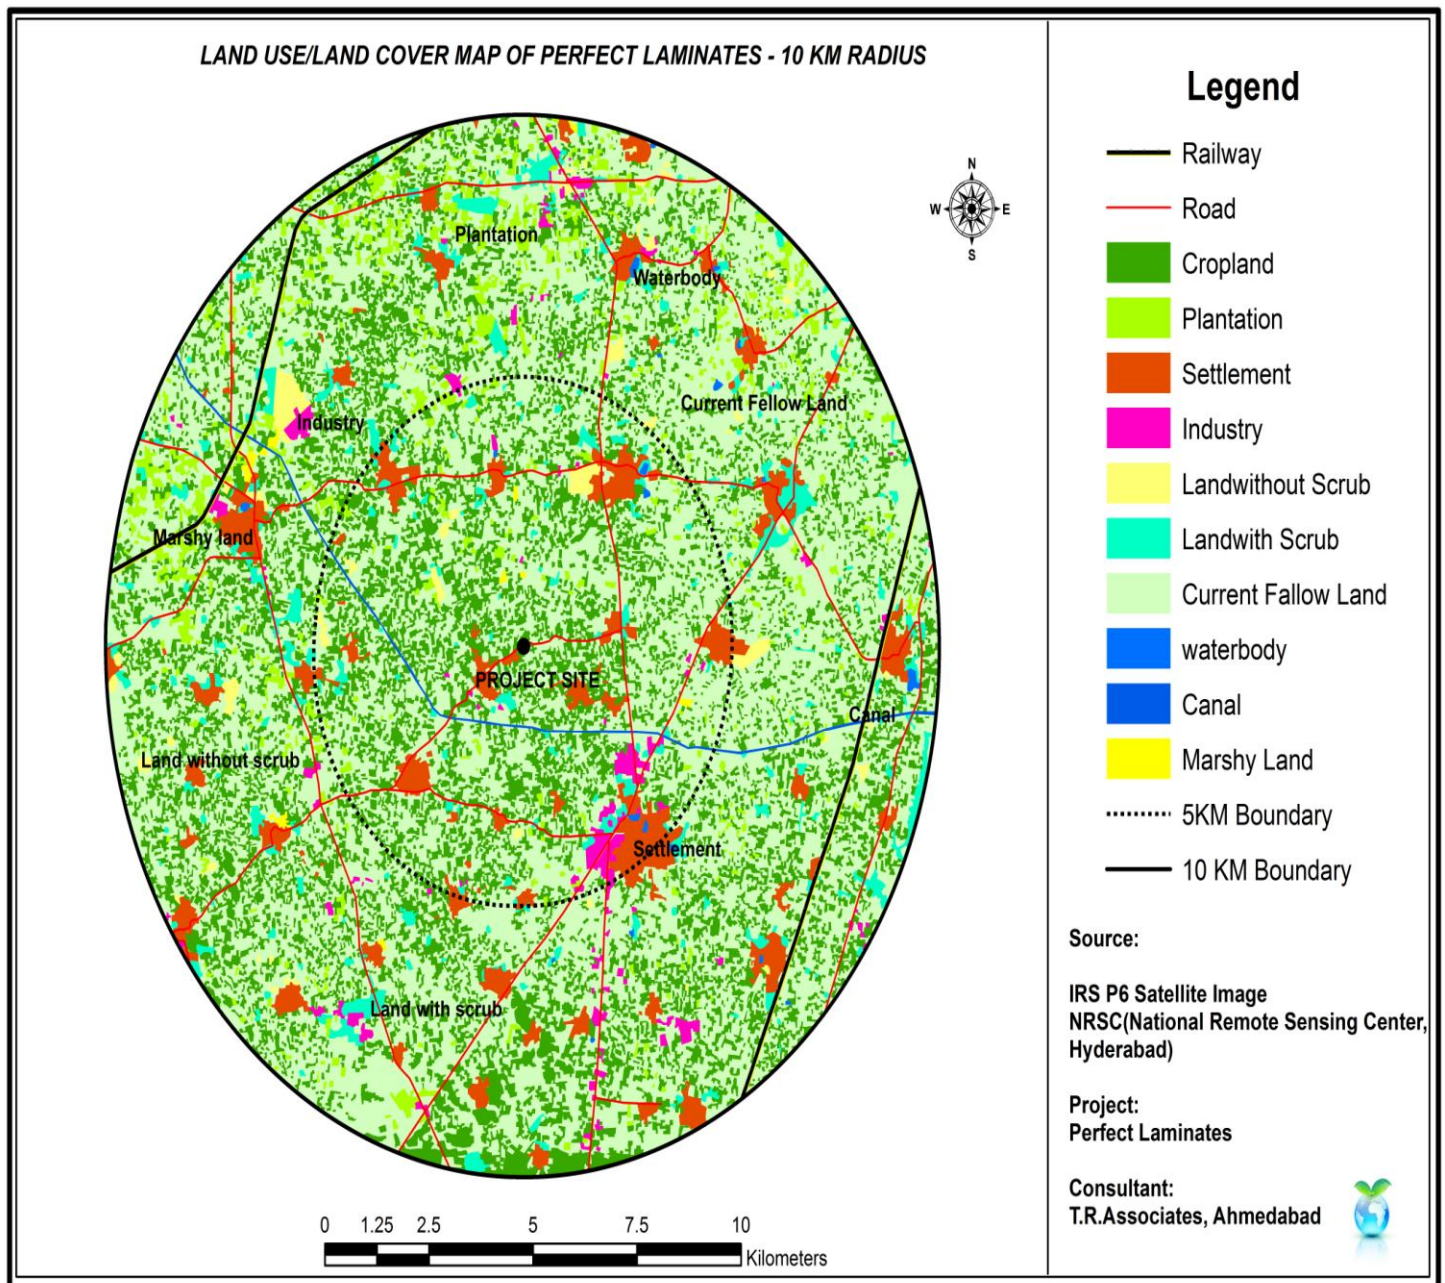 LAND USE/LAND COVER MAP OF PERFECT LAMINATES - 10 KM RADIUS
N
W
E
S
Plantation
Waterbody
Current Fellow Land
Industry
Marshy land
PROJECT SITE
Canal
Land without scrub
Settlement
Land with scrub
0 1.25 2.5 5 7.5 10
Kilometers
Legend
Railway
Road
Cropland
Plantation
Settlement
Industry
Landwithout Scrub
Landwith Scrub
Current Fallow Land
waterbody
Canal
Marshy Land
5KM Boundary
10 KM Boundary
Source:
IRS P6 Satellite Image
NRSC(National Remote Sensing Center,
Hyderabad)
Project:
Perfect Laminates
Consultant:
T.R.Associates, Ahmedabad